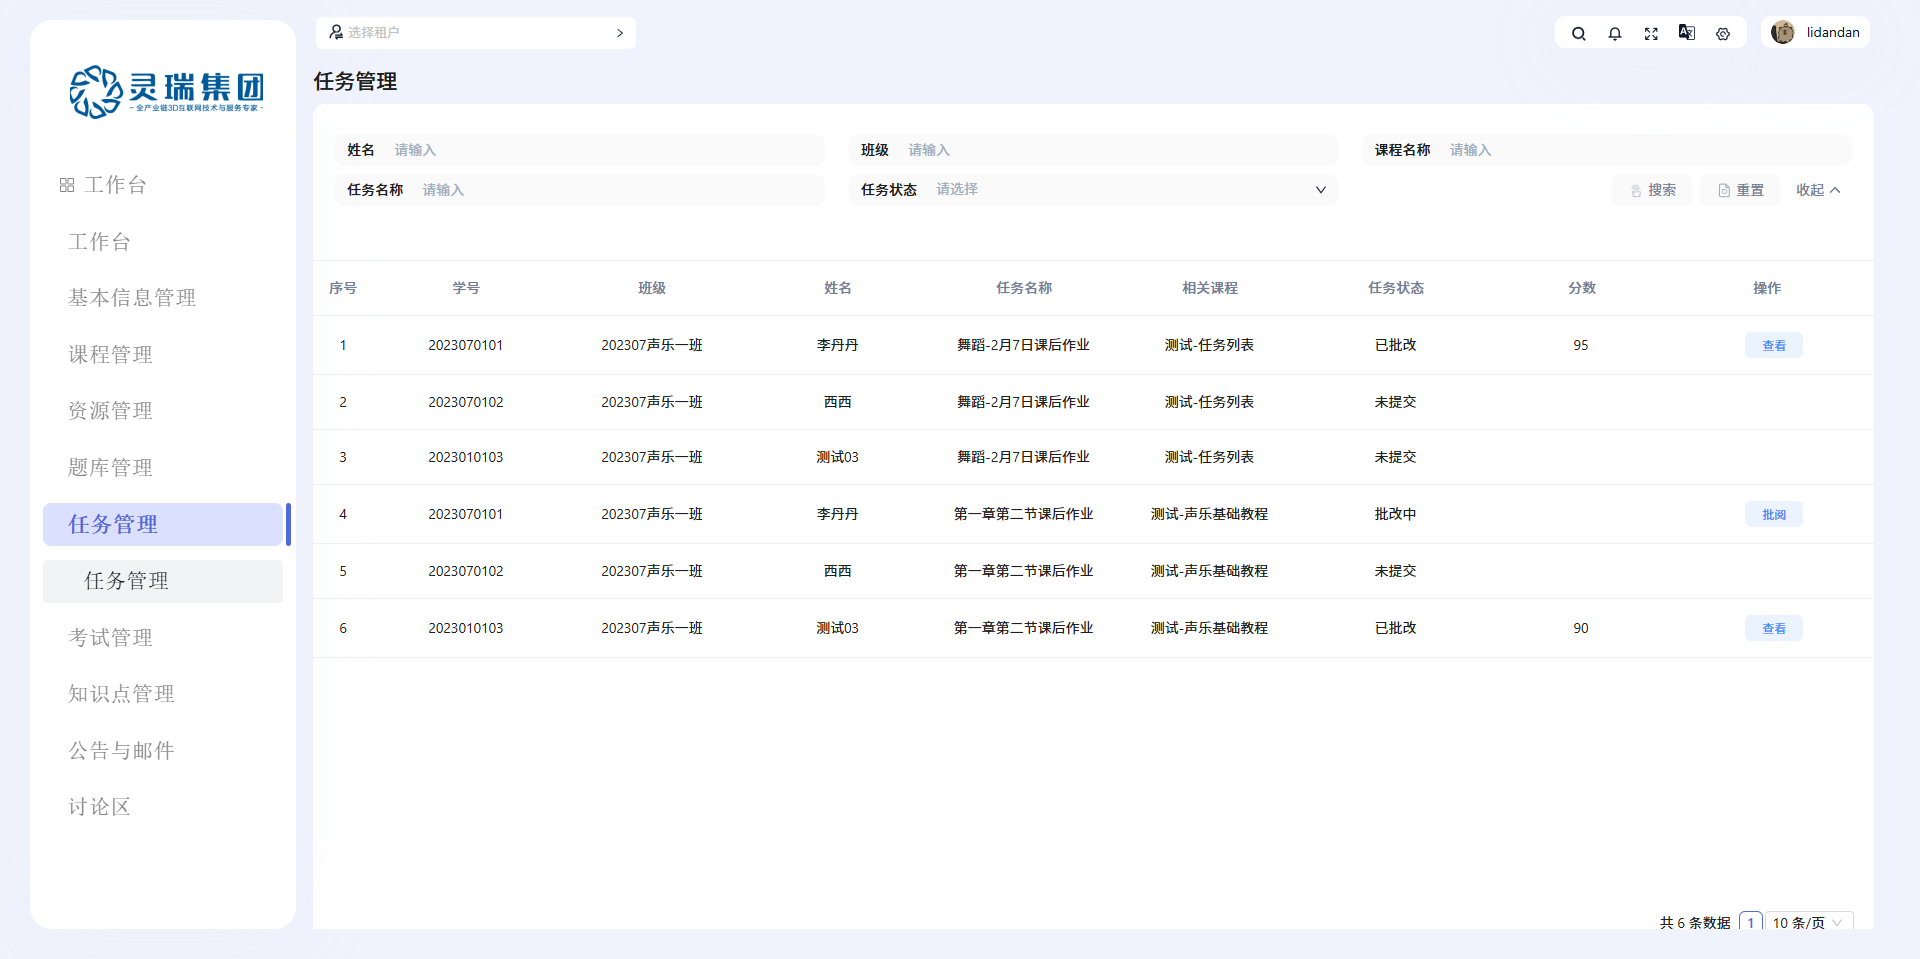 选择租户
lidandan
灵瑞集团
-全产业链3D互联网技术与服务专家-
任务管理
姓名 请输入 班级 请输入 课程名称 请输入
任务名称 请输入 任务状态 请选择 搜索 重置 收起
工作台
工作台
基本信息管理
课程管理
资源管理
题库管理
任务管理
任务管理
考试管理
知识点管理
公告与邮件
讨论区
序号 学号 班级 姓名 任务名称 相关课程 任务状态 分数 操作
1 2023070101 202307声乐一班 李丹丹 舞蹈-2月7日课后作业 测试-任务列表 已批改 95 查看
2 2023070102 202307声乐一班 西西 舞蹈-2月7日课后作业 测试-任务列表 未提交
3 2023010103 202307声乐一班 测试03 舞蹈-2月7日课后作业 测试-任务列表 未提交
4 2023070101 202307声乐一班 李丹丹 第一章第二节课后作业 测试-声乐基础教程 批改中 批阅
5 2023070102 202307声乐一班 西西 第一章第二节课后作业 测试-声乐基础教程 未提交
6 2023010103 202307声乐一班 测试03 第一章第二节课后作业 测试-声乐基础教程 已批改 90 查看
共 6 条数据 1 10 条/页